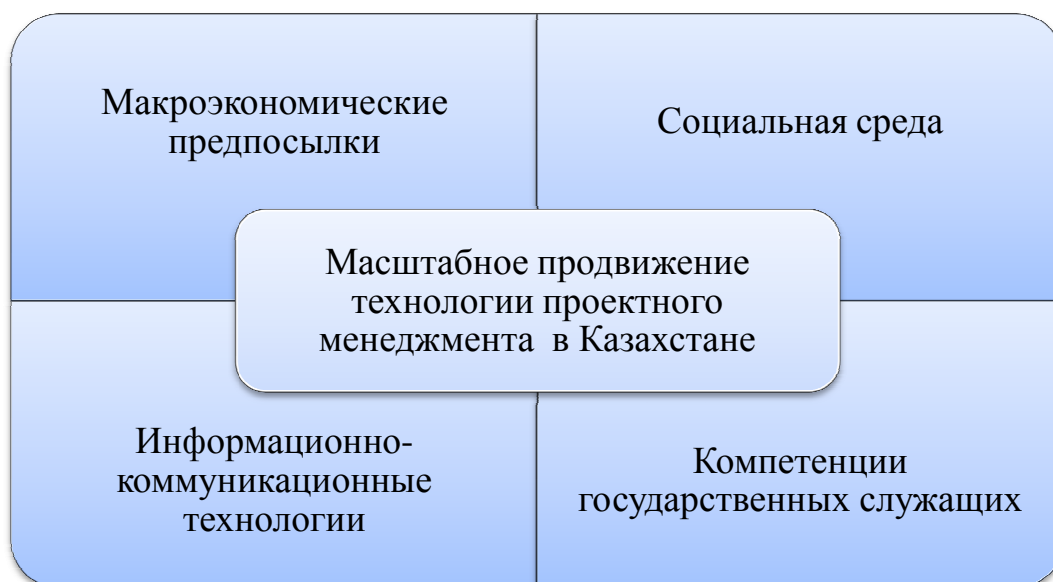 Макроэкономические
предпосылки
Социальная среда
Масштабное продвижение
технологии проектного
менеджмента  в Казахстане
Информационно-
коммуникационные
технологии
Компетенции
государственных служащих